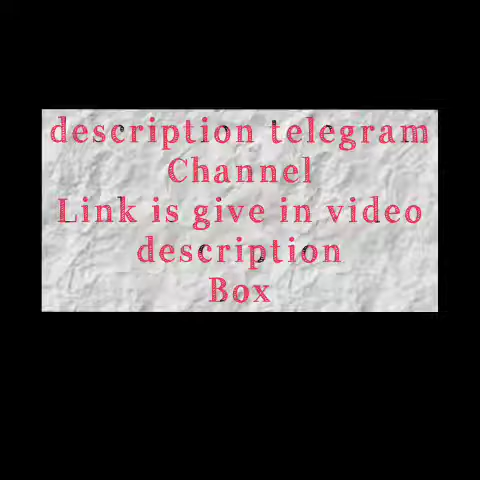 description telegram
Channel
Link is give in video
description
Box